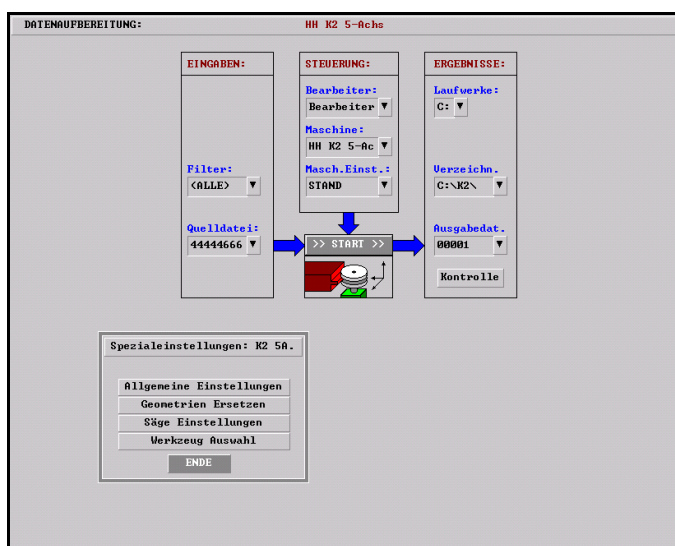 DATENAUFBEREITUNG: HH K2 5-Achs
EINGABEN:
Filter:
<ALLE>
Quelldatei:
44444666
STEUERUNG:
Bearbeiter:
Bearbeiter
Maschine:
HH K2 5-Ac
Masch.Einst.:
STAND
>> START >>
ERGEBNISSE:
Laufwerke:
C:
Verzeichn.
C:\K2\
Ausgabedat.
00001
Kontrolle
Spezialeinstellungen: K2 5A.
Allgemeine Einstellungen
Geometrien Ersetzen
Säge Einstellungen
Werkzeug Auswahl
ENDE